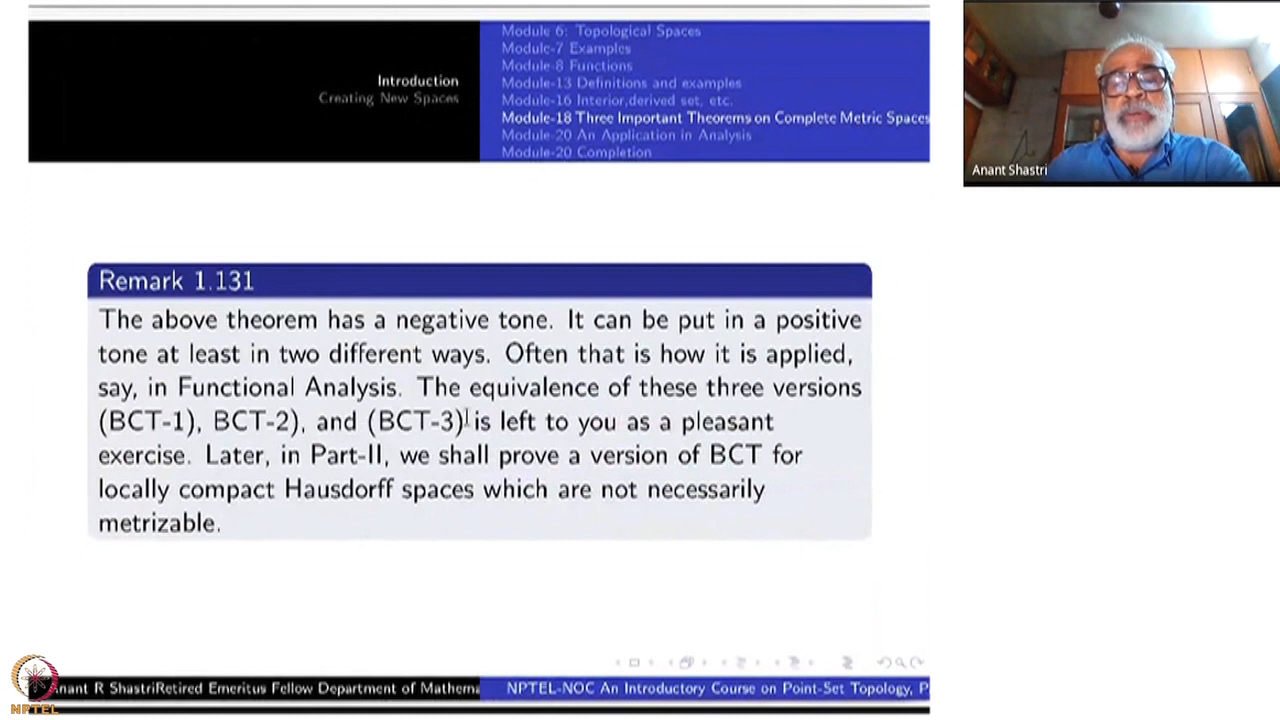 Introduction
Creating New Spaces
Module 6: Topological Spaces
Module-7 Examples
Module-8 Functions
Module-13 Definitions and examples
Module-16 Interior,derived set, etc.
Module-18 Three Important Theorems on Complete Metric Spaces
Module-20 An Application in Analysis
Module-20 Completion
Anant Shastri
Remark 1.131
The above theorem has a negative tone. It can be put in a positive
tone at least in two different ways. Often that is how it is applied,
say, in Functional Analysis. The equivalence of these three versions
(BCT-1), BCT-2), and (BCT-3) is left to you as a pleasant
exercise. Later, in Part-II, we shall prove a version of BCT for
locally compact Hausdorff spaces which are not necessarily
metrizable.
nant R ShastriRetired Emeritus Fellow Department of Mathema
NPTEL-NOC An Introductory Course on Point-Set Topology, P
NPTEL